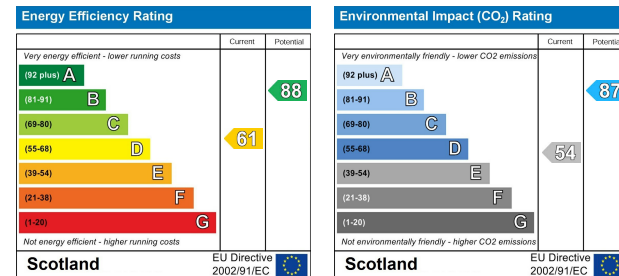 Energy Efficiency Rating
Current Potential
Very energy efficient - lower running costs
(92 plus) A
(81-91) B
88
(69-80) C
61
(55-68) D
(39-54) E
(21-38) F
(1-20) G
Not energy efficient - higher running costs
Scotland
EU Directive
2002/91/EC
Environmental Impact (CO₂) Rating
Current Potential
Very environmentally friendly - lower CO2 emissions
(92 plus) A
(81-91) B
87
(69-80) C
(55-68) D
54
(39-54) E
(21-38) F
(1-20) G
Not environmentally friendly - higher CO2 emissions
Scotland
EU Directive
2002/91/EC